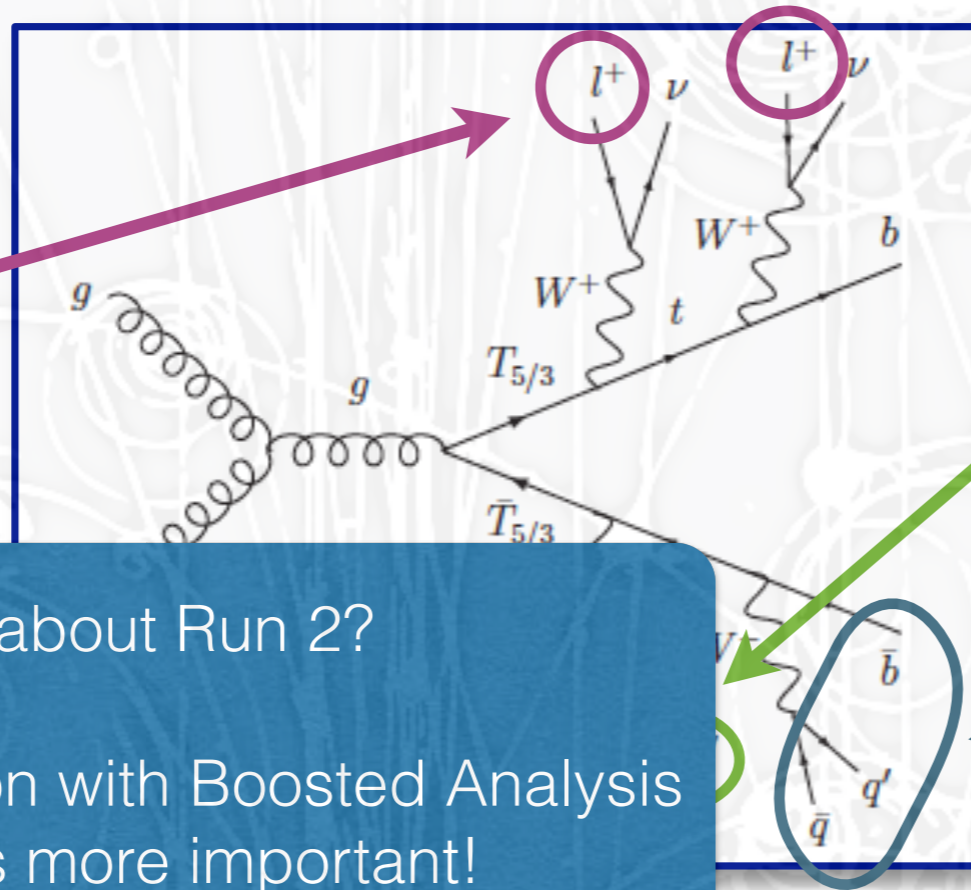 l⁺ ν l⁺ ν
W⁺ W⁺ b
g t
g T₅/₃
T̄₅/₃
about Run 2?
b̄
on with Boosted Analysis
q′
q̄
s more important!